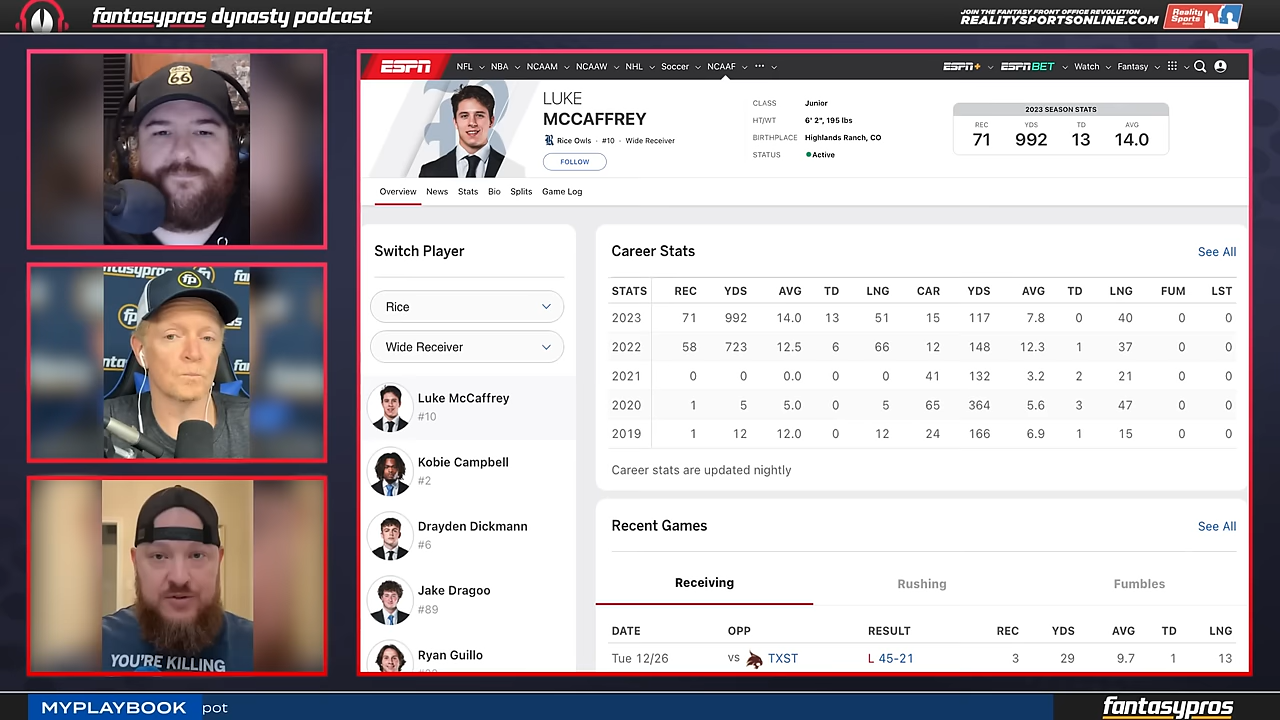 fantasypros dynasty podcast
JOIN THE FANTASY FRONT OFFICE REVOLUTION
REALITYSPORTSONLINE.COM
Reality Sports Online
ESPN NFL NBA NCAAM NCAAW NHL Soccer NCAAF ... ESPN+ ESPN BET Watch Fantasy
LUKE
MCCAFFREY
Rice Owls · #10 · Wide Receiver
FOLLOW
CLASS Junior
HT/WT 6' 2", 195 lbs
BIRTHPLACE Highlands Ranch, CO
STATUS Active
2023 SEASON STATS
REC YDS TD AVG
71 992 13 14.0
Overview News Stats Bio Splits Game Log
Switch Player
Rice
Wide Receiver
Luke McCaffrey
#10
Kobie Campbell
#2
Drayden Dickmann
#6
Jake Dragoo
#89
Ryan Guillo
Career Stats See All
STATS REC YDS AVG TD LNG CAR YDS AVG TD LNG FUM LST
2023 71 992 14.0 13 51 15 117 7.8 0 40 0 0
2022 58 723 12.5 6 66 12 148 12.3 1 37 0 0
2021 0 0 0.0 0 0 41 132 3.2 2 21 0 0
2020 1 5 5.0 0 5 65 364 5.6 3 47 0 0
2019 1 12 12.0 0 12 24 166 6.9 1 15 0 0
Career stats are updated nightly
Recent Games See All
Receiving Rushing Fumbles
DATE OPP RESULT REC YDS AVG TD LNG
Tue 12/26 vs TXST L 45-21 3 29 9.7 1 13
66
fp
YOU'RE KILLING
MYPLAYBOOK pot
fantasypros